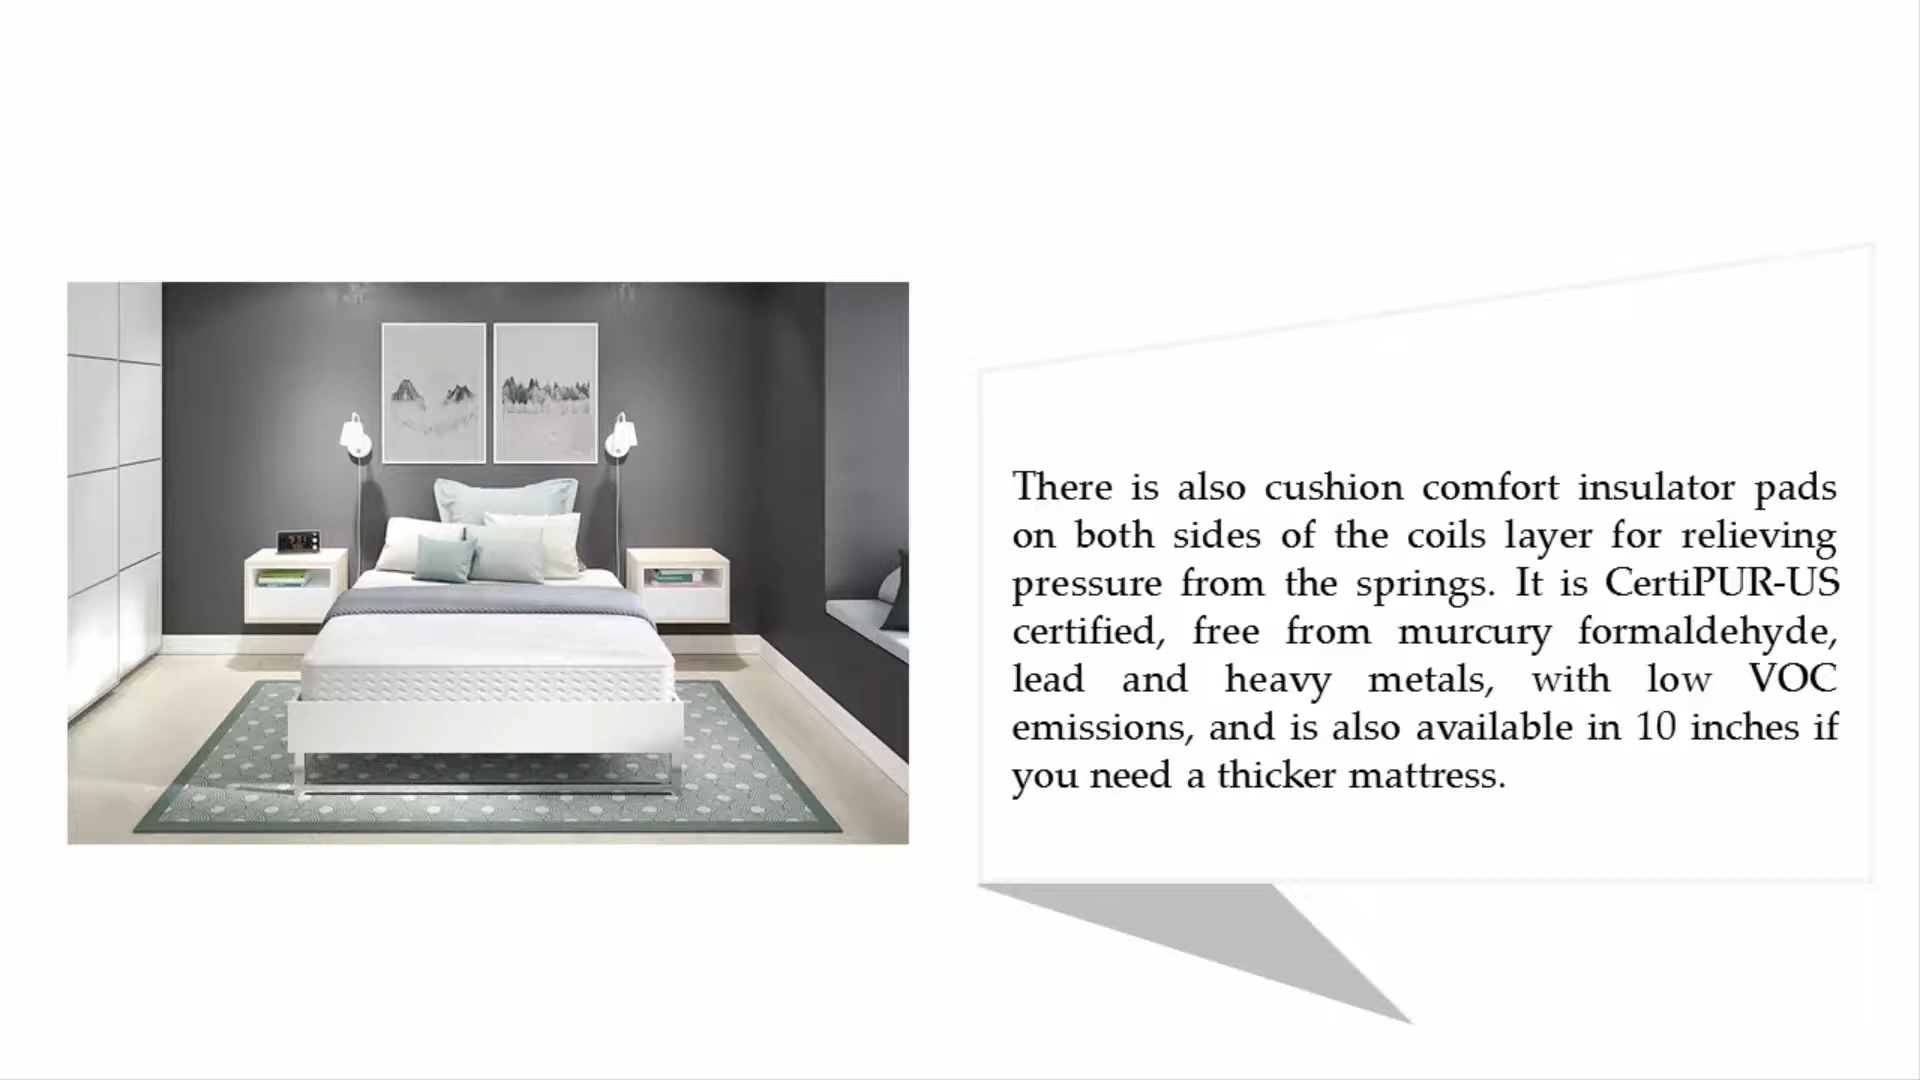 There is also cushion comfort insulator pads
on both sides of the coils layer for relieving
pressure from the springs. It is CertiPUR-US
certified, free from murcury formaldehyde,
lead and heavy metals, with low VOC
emissions, and is also available in 10 inches if
you need a thicker mattress.